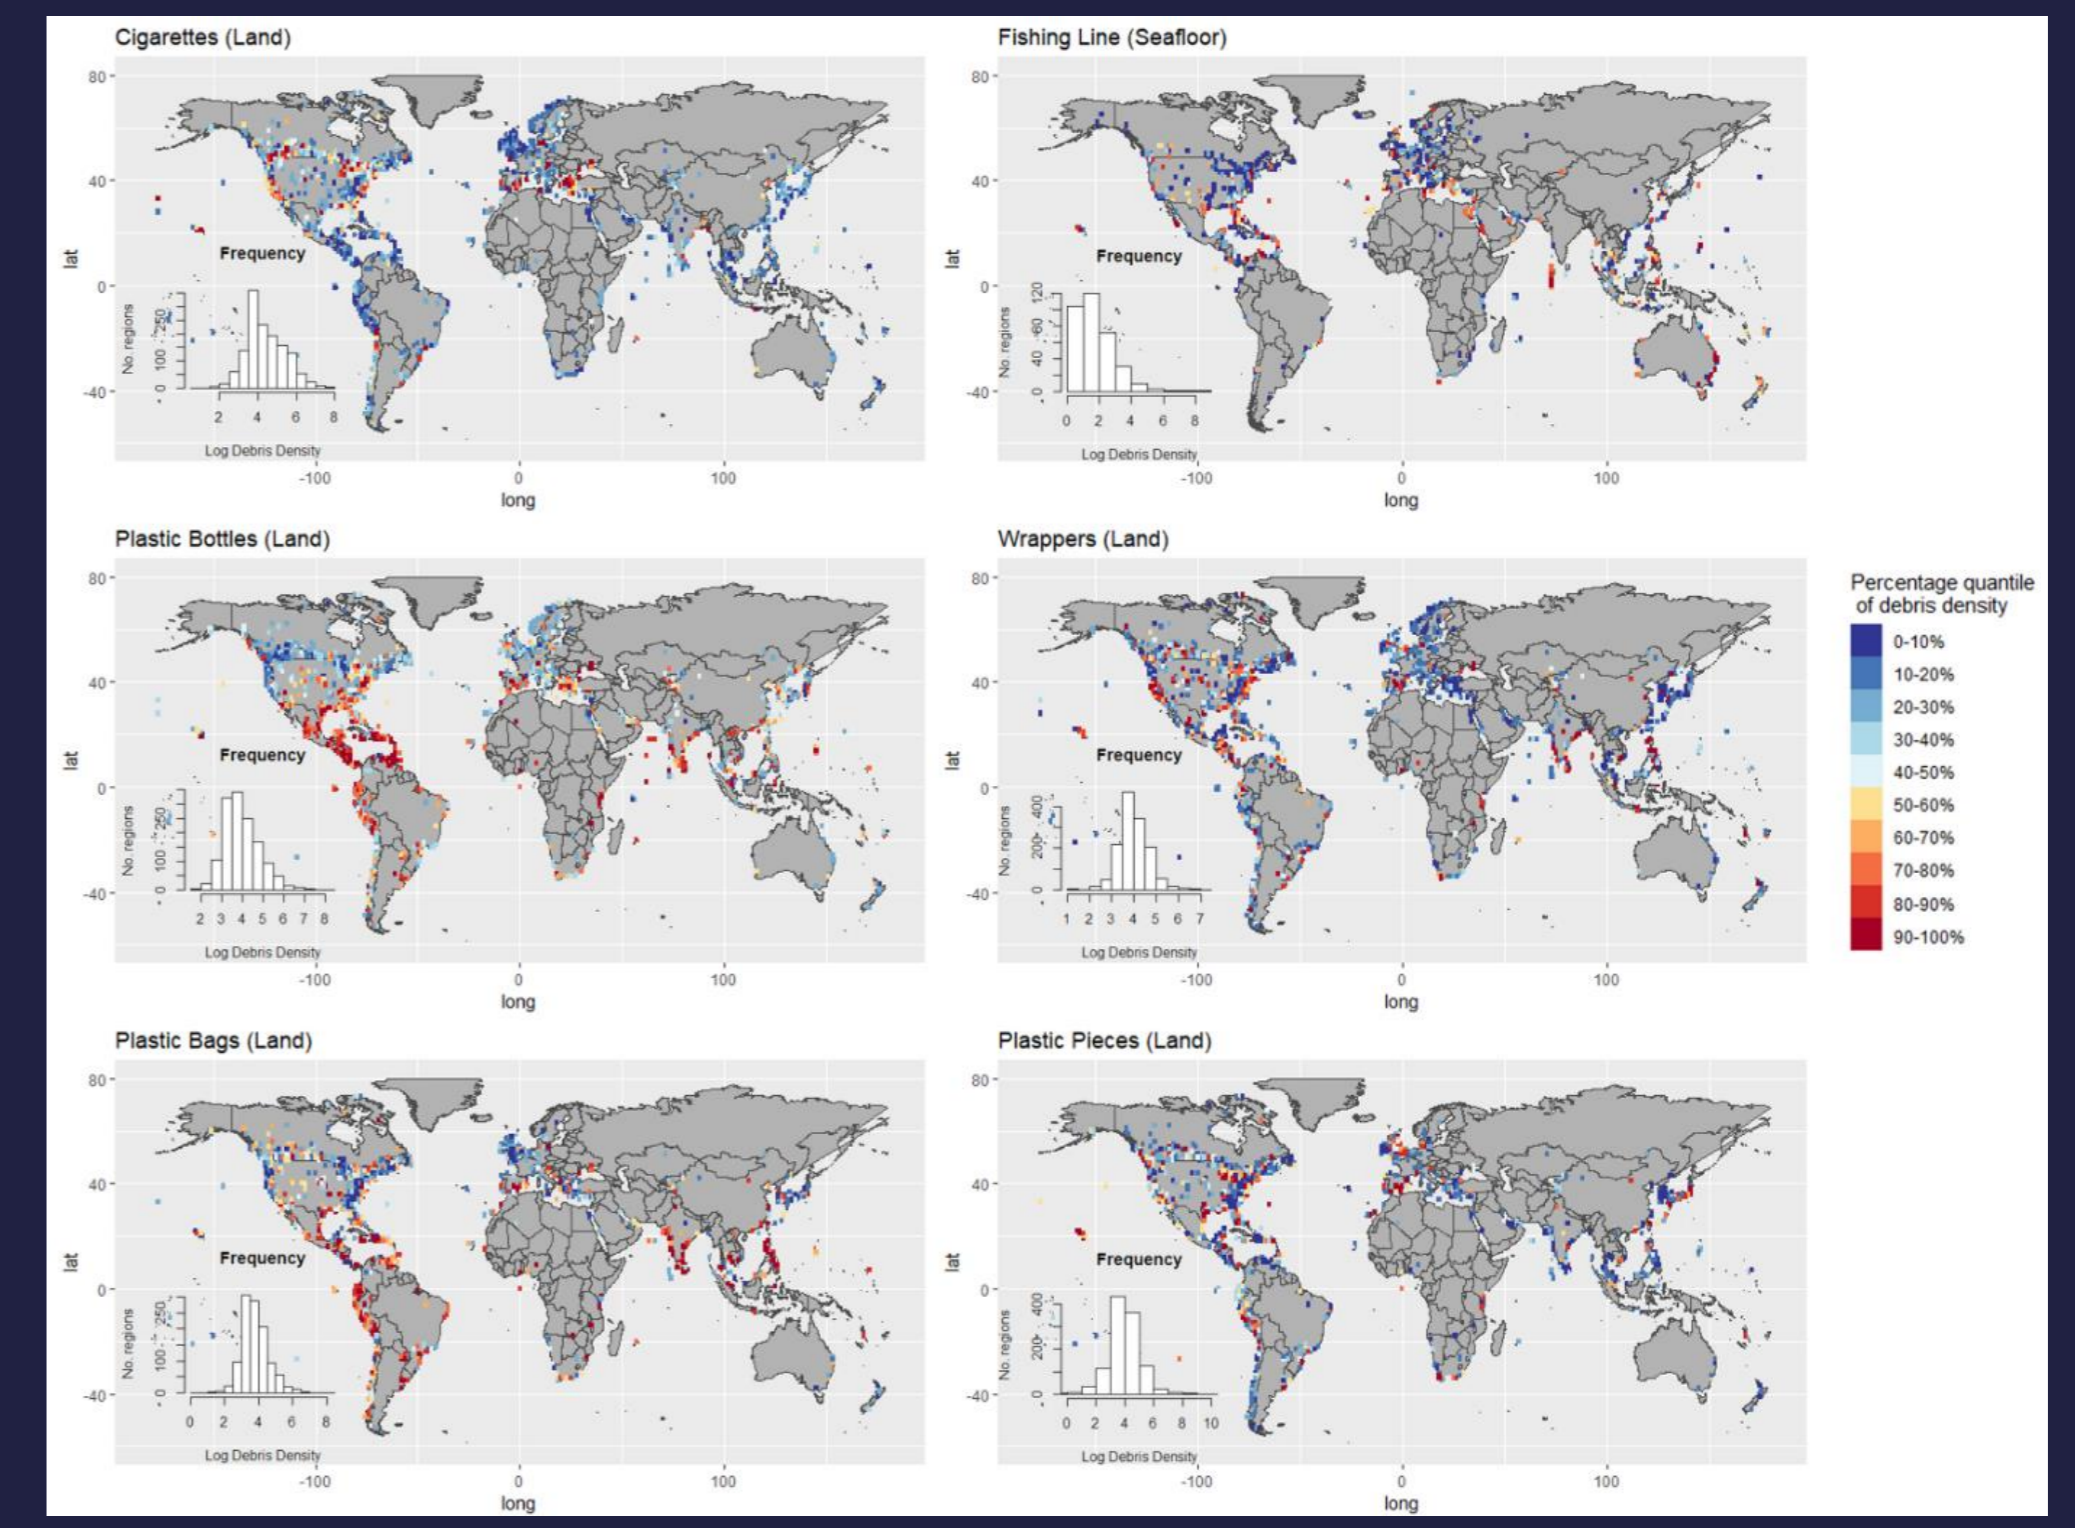 Cigarettes (Land)
80
40
0
-40
lat
Frequency
No. regions
0 100 250
2 4 6 8
Log Debris Density
-100 0 100
long
Fishing Line (Seafloor)
80
40
0
-40
lat
Frequency
No. regions
0 40 80 120
0 2 4 6 8
Log Debris Density
-100 0 100
long
Plastic Bottles (Land)
80
40
0
-40
lat
Frequency
No. regions
0 100 250
2 3 4 5 6 7 8
Log Debris Density
-100 0 100
long
Wrappers (Land)
80
40
0
-40
lat
Frequency
No. regions
0 200 400
1 2 3 4 5 6 7
Log Debris Density
-100 0 100
long
Percentage quantile
of debris density
0-10%
10-20%
20-30%
30-40%
40-50%
50-60%
60-70%
70-80%
80-90%
90-100%
Plastic Bags (Land)
80
40
0
-40
lat
Frequency
No. regions
0 100 250
0 2 4 6 8
Log Debris Density
-100 0 100
long
Plastic Pieces (Land)
80
40
0
-40
lat
Frequency
No. regions
0 200 400
0 2 4 6 8 10
Log Debris Density
-100 0 100
long